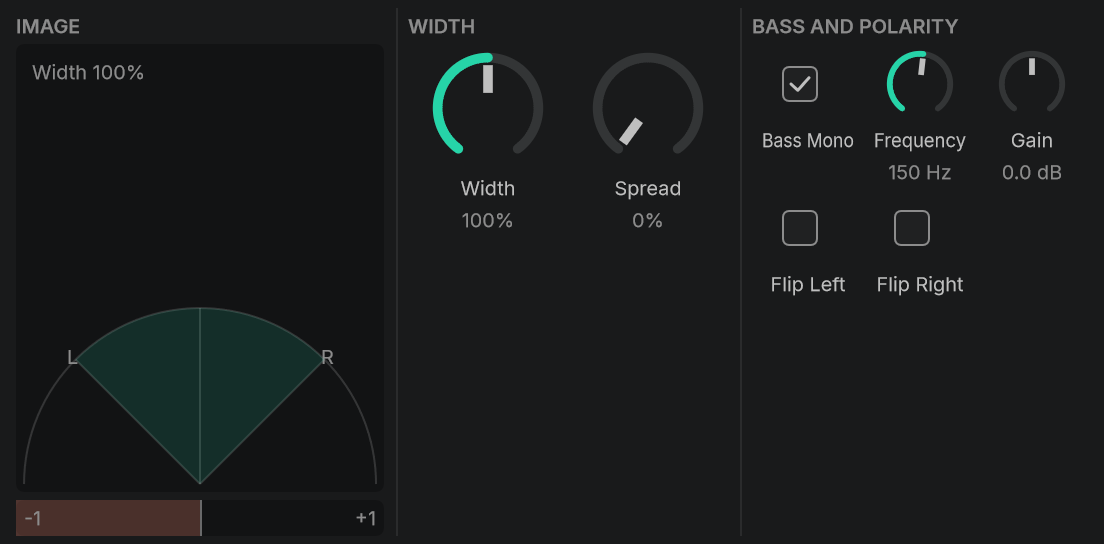 IMAGE
Width 100%
L
R
-1
+1
WIDTH
Width
100%
Spread
0%
BASS AND POLARITY
Bass Mono
Frequency
150 Hz
Gain
0.0 dB
Flip Left
Flip Right